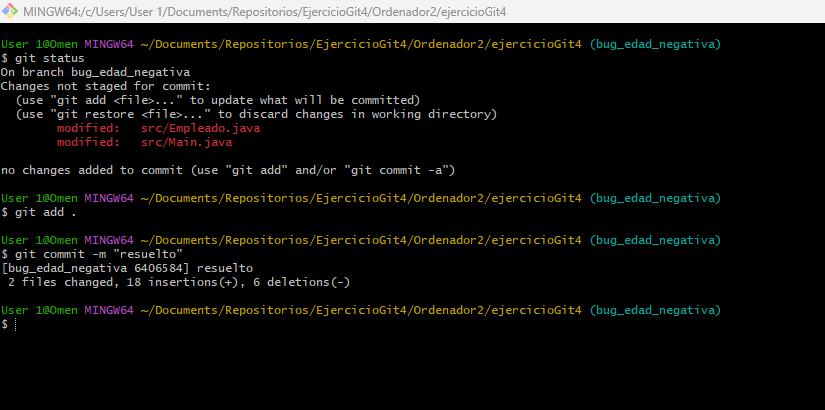 MINGW64:/c/Users/User 1/Documents/Repositorios/EjercicioGit4/Ordenador2/ejercicioGit4
User 1@Omen MINGW64 ~/Documents/Repositorios/EjercicioGit4/Ordenador2/ejercicioGit4 (bug_edad_negativa)
$ git status
On branch bug_edad_negativa
Changes not staged for commit:
  (use "git add <file>..." to update what will be committed)
  (use "git restore <file>..." to discard changes in working directory)
        modified:   src/Empleado.java
        modified:   src/Main.java
no changes added to commit (use "git add" and/or "git commit -a")
User 1@Omen MINGW64 ~/Documents/Repositorios/EjercicioGit4/Ordenador2/ejercicioGit4 (bug_edad_negativa)
$ git add .
User 1@Omen MINGW64 ~/Documents/Repositorios/EjercicioGit4/Ordenador2/ejercicioGit4 (bug_edad_negativa)
$ git commit -m "resuelto"
[bug_edad_negativa 6406584] resuelto
 2 files changed, 18 insertions(+), 6 deletions(-)
User 1@Omen MINGW64 ~/Documents/Repositorios/EjercicioGit4/Ordenador2/ejercicioGit4 (bug_edad_negativa)
$